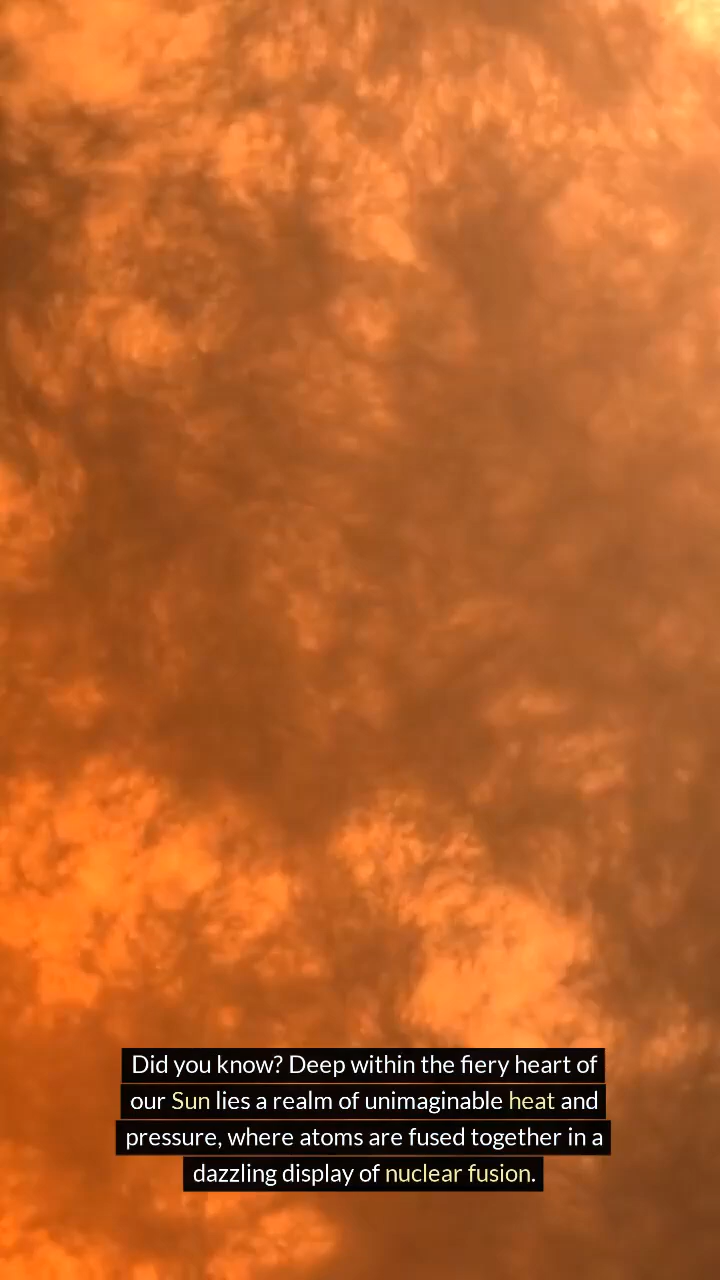 Did you know? Deep within the fiery heart of
our Sun lies a realm of unimaginable heat and
pressure, where atoms are fused together in a
dazzling display of nuclear fusion.